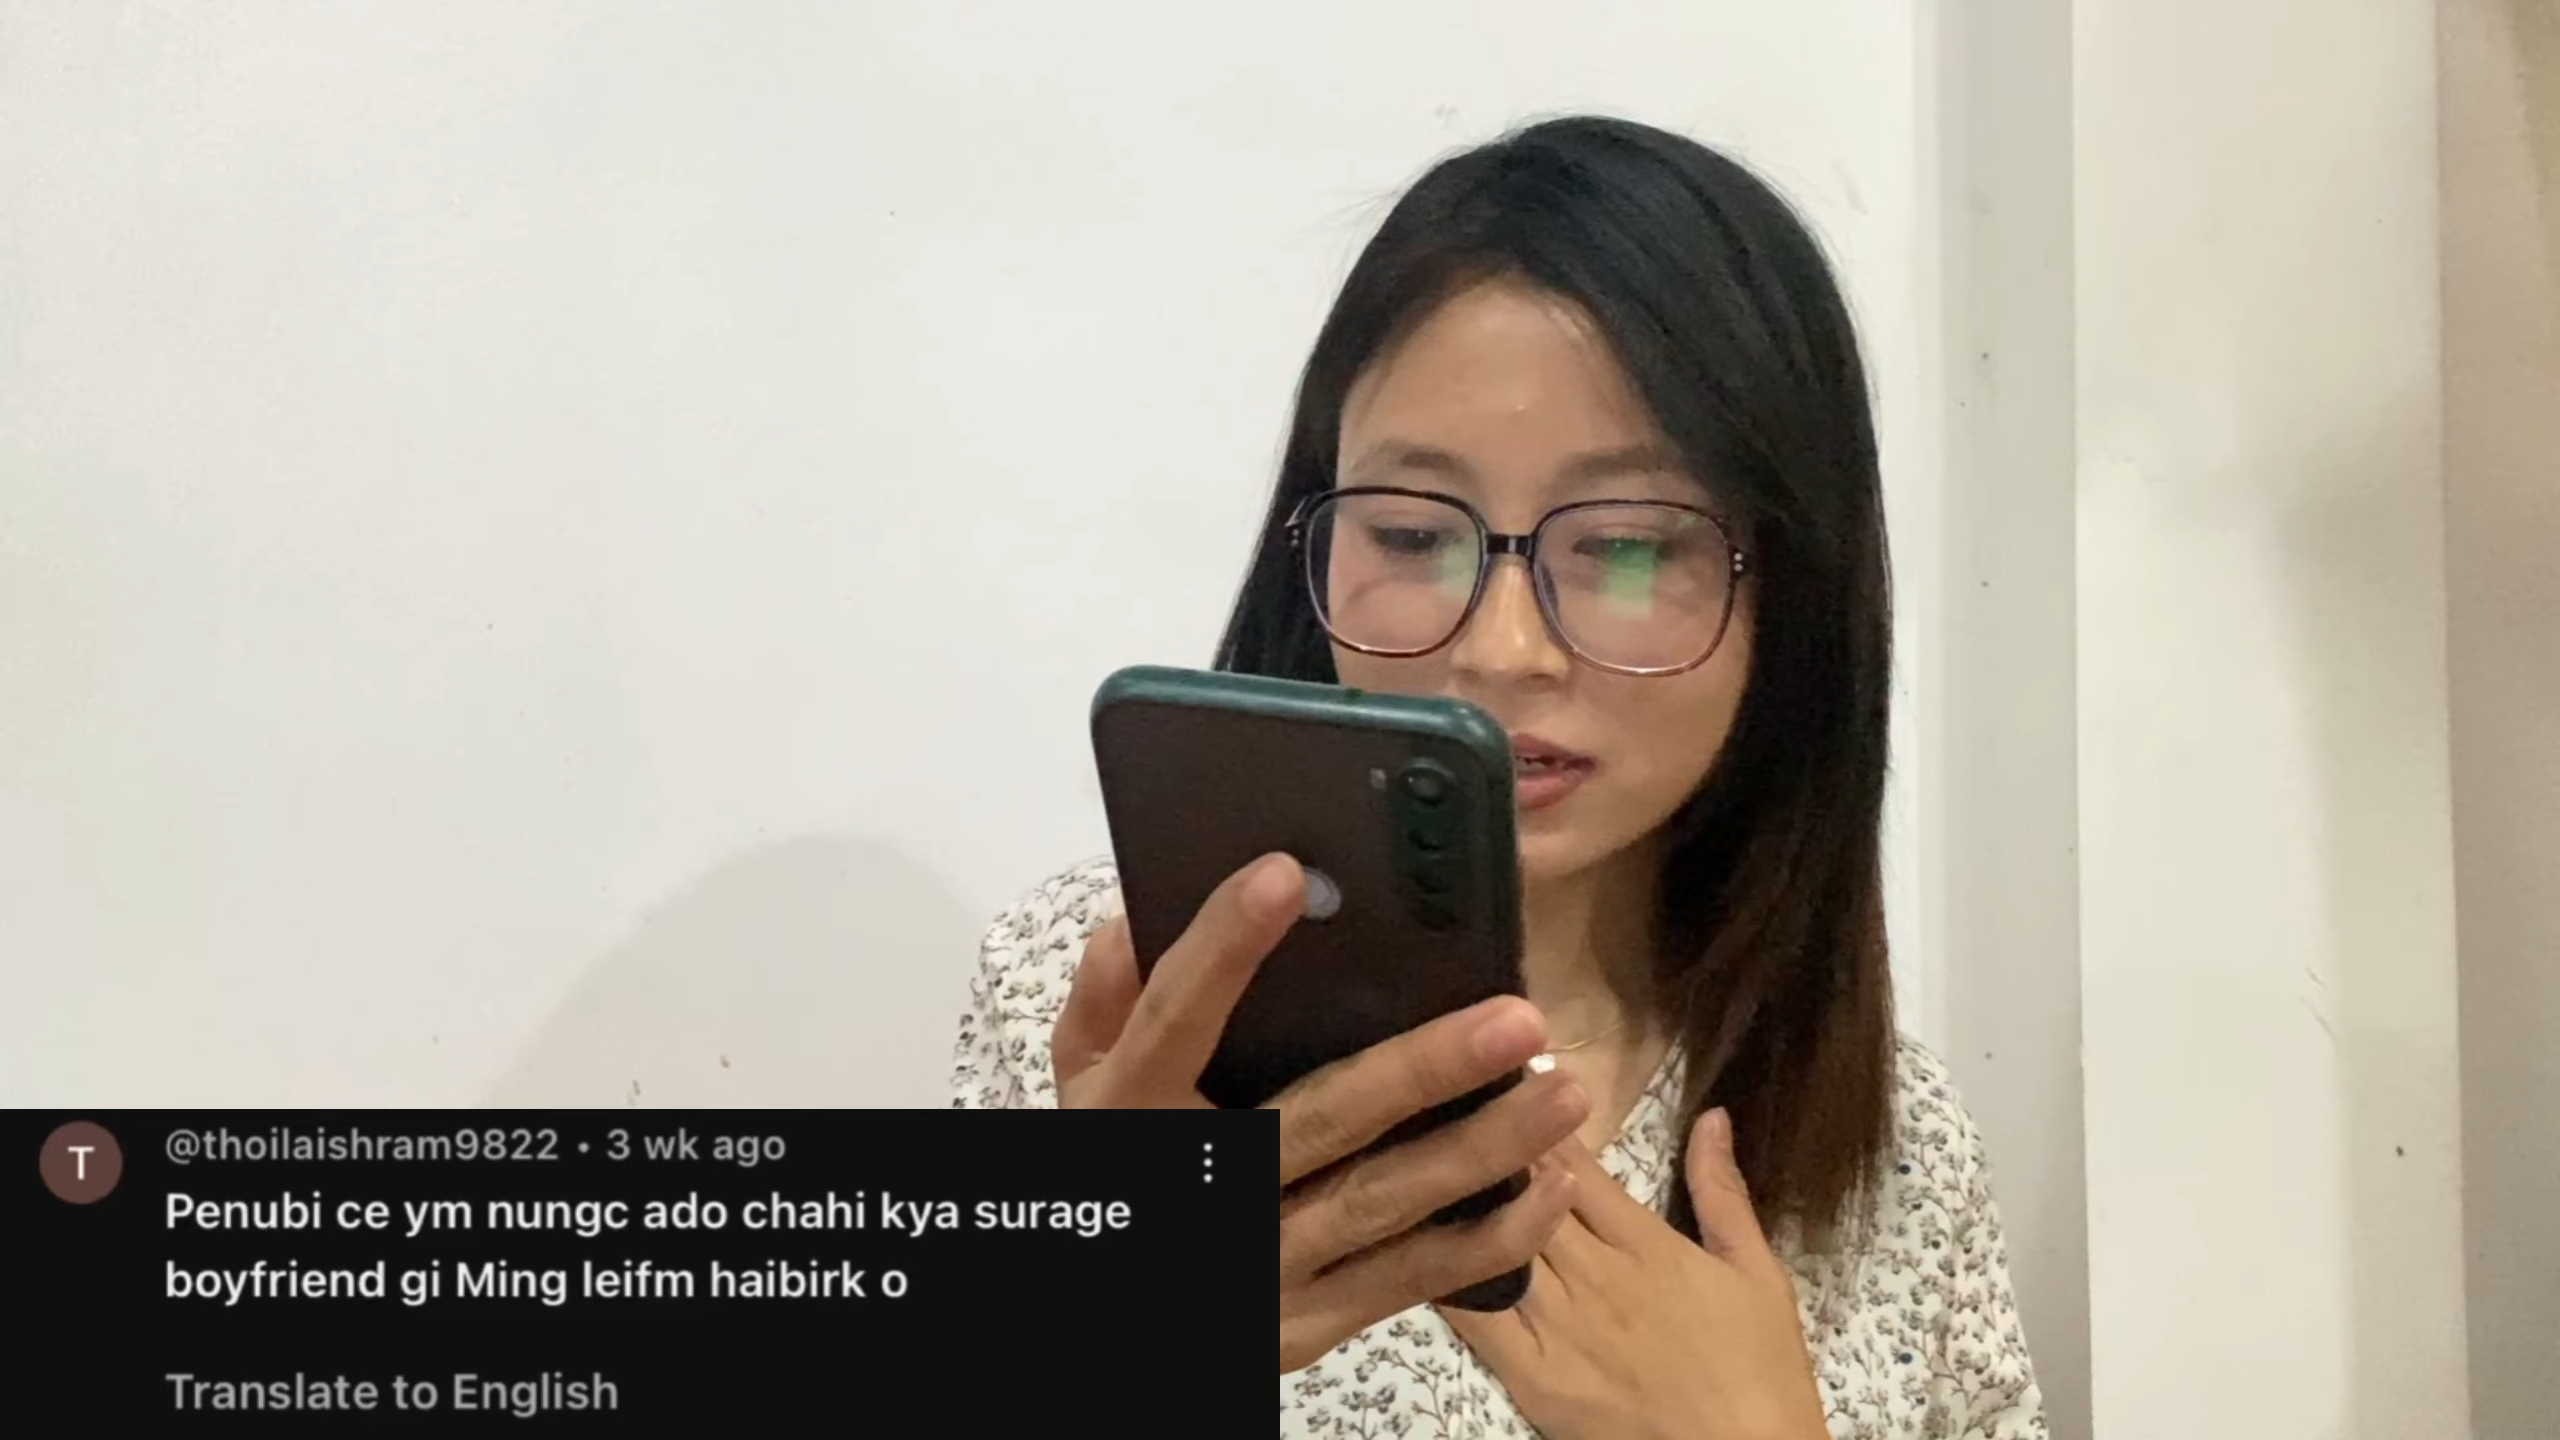 T
@thoilaishram9822 • 3 wk ago
Penubi ce ym nungc ado chahi kya surage
boyfriend gi Ming leifm haibirk o
Translate to English